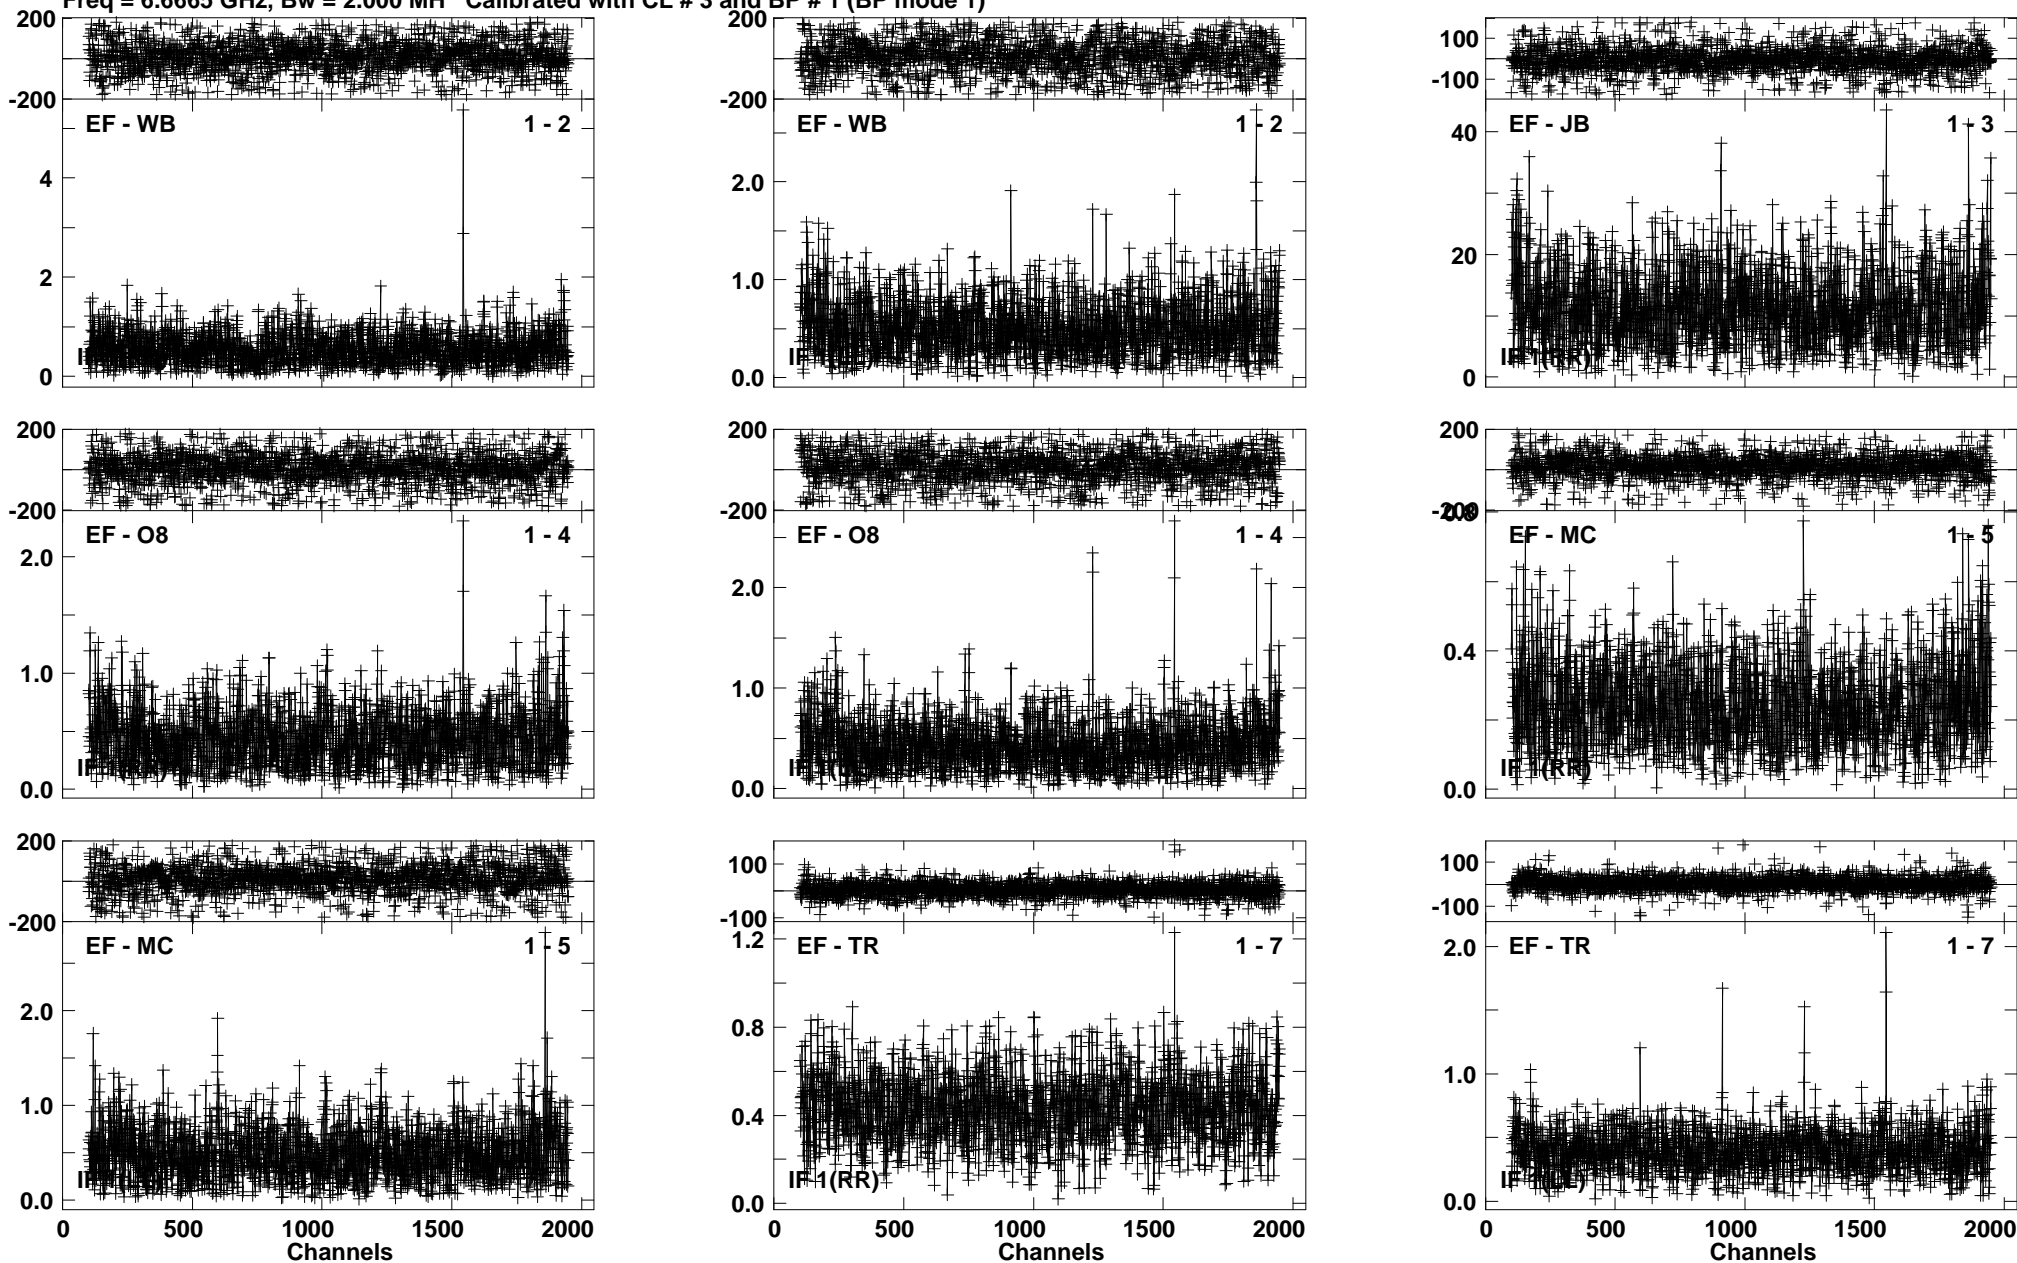 Freq = 6.6665 GHz, Bw = 2.000 MH Calibrated with CL # 3 and BP # 1 (BP mode 1)
200 200 100
-200 -200 -100
EF - WB 1 - 2 EF - WB 1 - 2 EF - JB 1 - 3
4 2.0 40
2 1.0 20
0 0.0 0
IF 1(RR)
200 200 200
-200 -200 -200 0.8
EF - O8 1 - 4 EF - O8 1 - 4 EF - MC 1 - 5
2.0 2.0 0.4
1.0 1.0
0.0 0.0 0.0
IF 1(RR)
200 100 100
-200 -100 -100
EF - MC 1 - 5 EF - TR 1 - 7 EF - TR 1 - 7
2.0 1.2 2.0
1.0 0.8 1.0
0.4
0.0 0.0 0.0
IF 1(RR) IF 1(LL)
0 500 1000 1500 2000 0 500 1000 1500 2000 0 500 1000 1500 2000
Channels Channels Channels